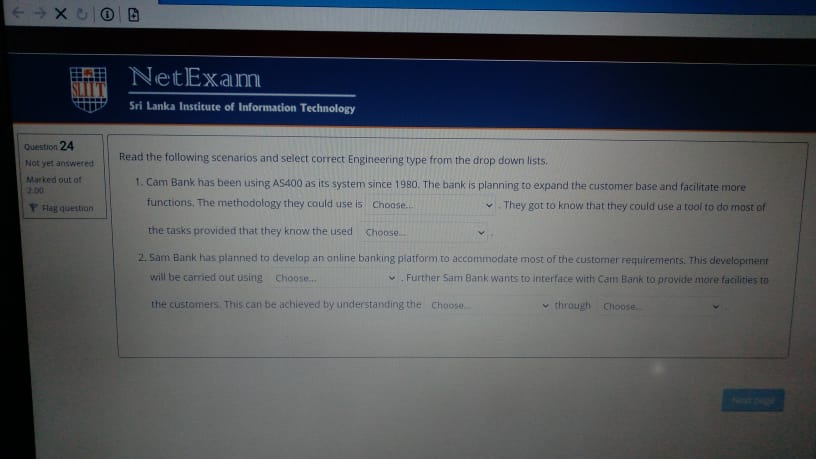 NetExam
SLIIT
Sri Lanka Institute of Information Technology
Question 24
Not yet answered
Marked out of
2.00
Flag question
Read the following scenarios and select correct Engineering type from the drop down lists.
1. Cam Bank has been using AS400 as its system since 1980. The bank is planning to expand the customer base and facilitate more
functions. The methodology they could use is Choose... . They got to know that they could use a tool to do most of
the tasks provided that they know the used Choose... .
2. Sam Bank has planned to develop an online banking platform to accommodate most of the customer requirements. This development
will be carried out using Choose... . Further Sam Bank wants to interface with Cam Bank to provide more facilities to
the customers. This can be achieved by understanding the Choose... through Choose... .
Next page